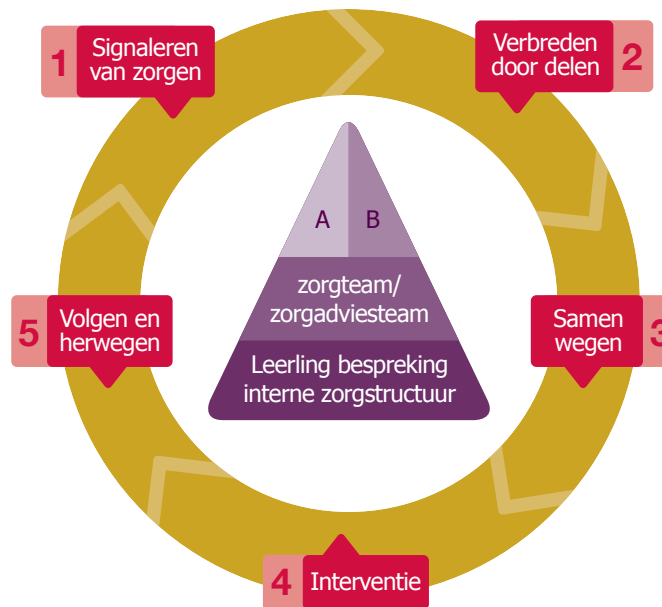 1 Signaleren
van zorgen
Verbreden
door delen 2
A B
zorgteam/
zorgadviesteam
Leerling bespreking
interne zorgstructuur
Samen
wegen 3
4 Interventie
5 Volgen en
herwegen